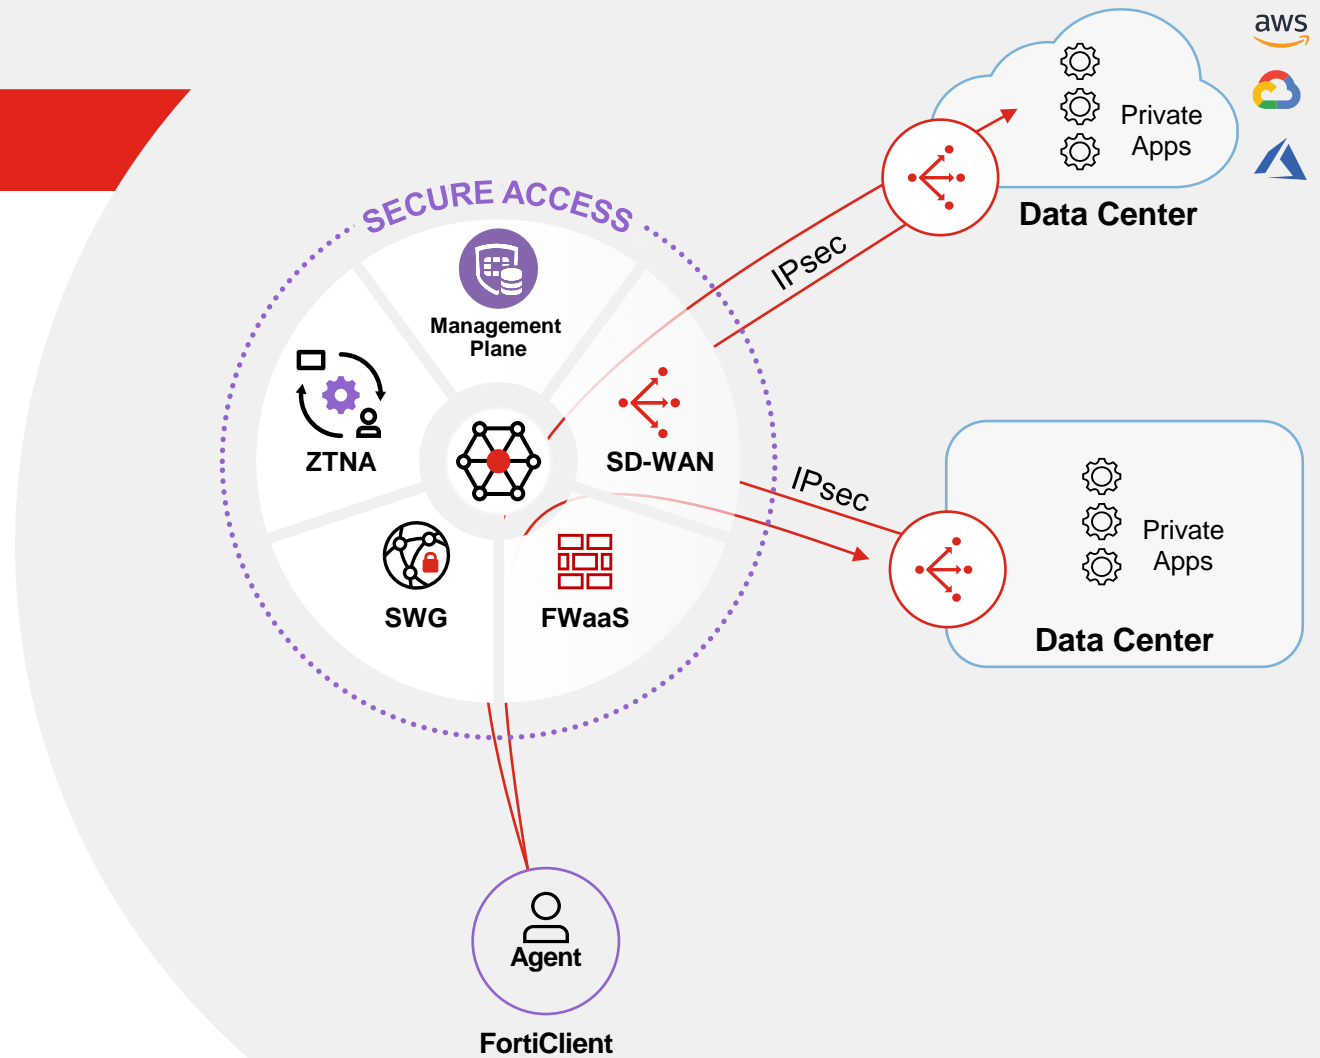 aws
Private
Apps
Data Center
SECURE ACCESS
IPsec
Management
Plane
ZTNA
SD-WAN
IPsec
SWG
FWaaS
Private
Apps
Data Center
Agent
FortiClient